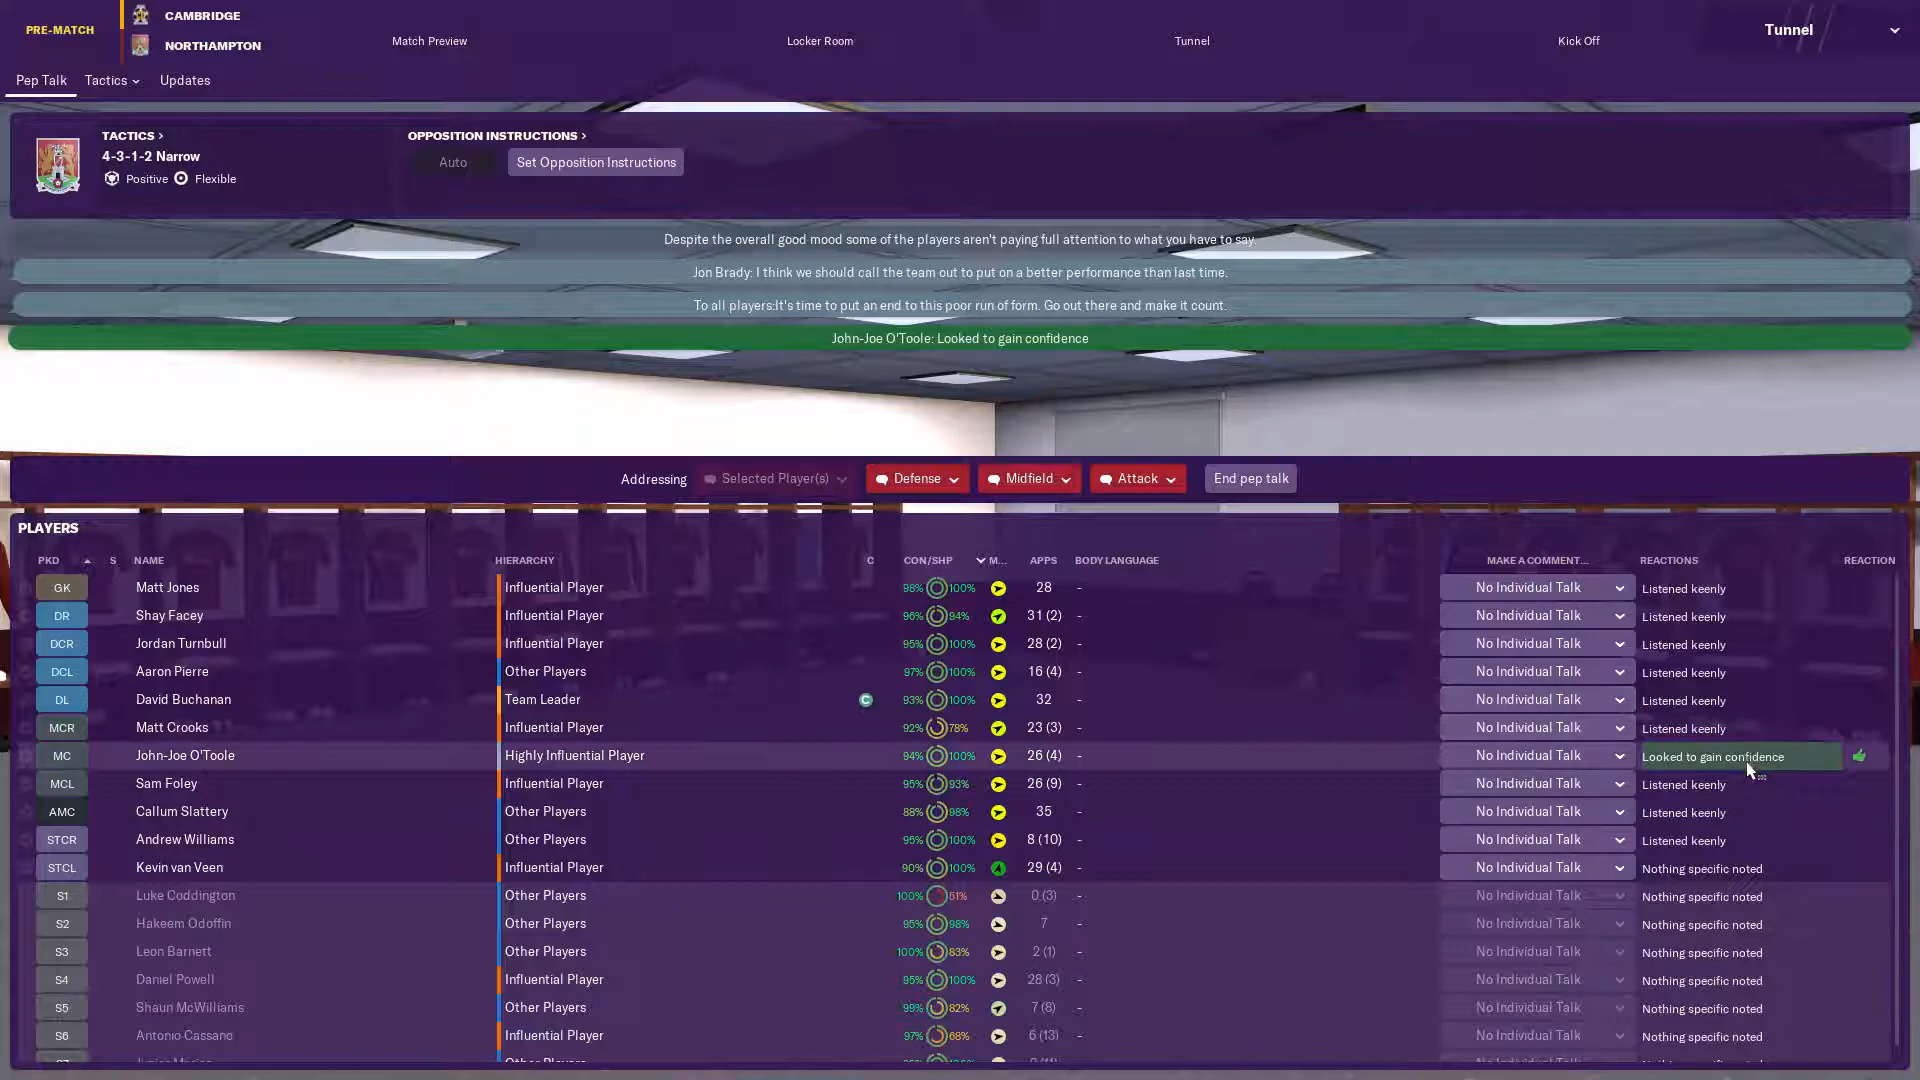 PRE-MATCH
CAMBRIDGE
NORTHAMPTON
Match Preview
Locker Room
Tunnel
Kick Off
Tunnel
Pep Talk
Tactics
Updates
TACTICS >
4-3-1-2 Narrow
Positive Flexible
OPPOSITION INSTRUCTIONS >
Auto Set Opposition Instructions
Despite the overall good mood some of the players aren't paying full attention to what you have to say.
Jon Brady: I think we should call the team out to put on a better performance than last time.
To all players:It's time to put an end to this poor run of form. Go out there and make it count.
John-Joe O'Toole: Looked to gain confidence
Addressing Selected Player(s) Defense Midfield Attack End pep talk
PLAYERS
PKD S NAME HIERARCHY C CON/SHP M... APPS BODY LANGUAGE MAKE A COMMENT... REACTIONS REACTION
GK Matt Jones Influential Player 98% 100% 28 - No Individual Talk Listened keenly
DR Shay Facey Influential Player 96% 94% 31 (2) - No Individual Talk Listened keenly
DCR Jordan Turnbull Influential Player 95% 100% 28 (2) - No Individual Talk Listened keenly
DCL Aaron Pierre Other Players 97% 100% 16 (4) - No Individual Talk Listened keenly
DL David Buchanan Team Leader C 93% 100% 32 - No Individual Talk Listened keenly
MCR Matt Crooks Influential Player 92% 78% 23 (3) - No Individual Talk Listened keenly
MC John-Joe O'Toole Highly Influential Player 94% 100% 26 (4) - No Individual Talk Looked to gain confidence
MCL Sam Foley Influential Player 95% 93% 26 (9) - No Individual Talk Listened keenly
AMC Callum Slattery Other Players 88% 98% 35 - No Individual Talk Listened keenly
STCR Andrew Williams Other Players 95% 100% 8 (10) - No Individual Talk Listened keenly
STCL Kevin van Veen Influential Player 90% 100% 29 (4) - No Individual Talk Nothing specific noted
S1 Luke Coddington Other Players 100% 51% 0 (3) - No Individual Talk Nothing specific noted
S2 Hakeem Odoffin Other Players 95% 98% 7 - No Individual Talk Nothing specific noted
S3 Leon Barnett Other Players 100% 83% 2 (1) - No Individual Talk Nothing specific noted
S4 Daniel Powell Influential Player 95% 100% 28 (3) - No Individual Talk Nothing specific noted
S5 Shaun McWilliams Other Players 99% 82% 7 (8) - No Individual Talk Nothing specific noted
S6 Antonio Cassano Influential Player 97% 68% 6 (13) - No Individual Talk Nothing specific noted
Other Players